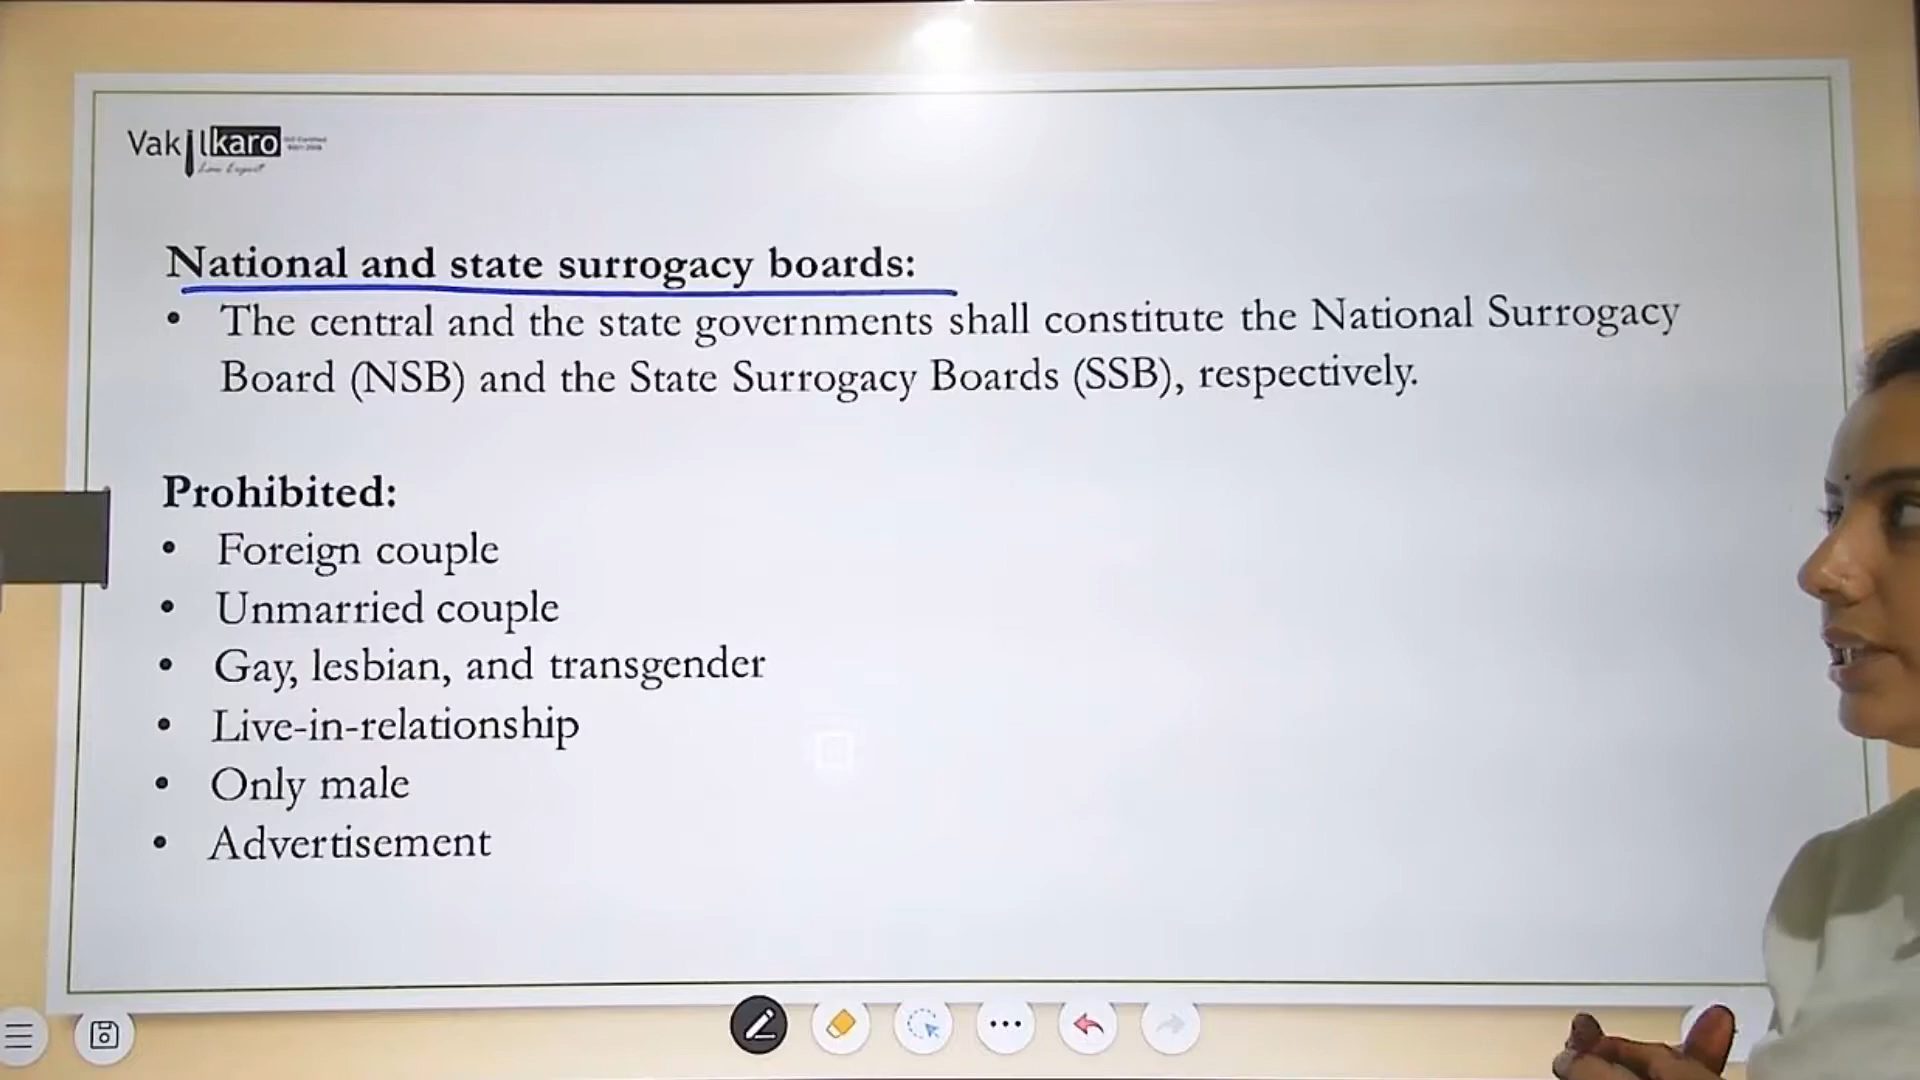 Vakilkaro
Law Expert
National and state surrogacy boards:
• The central and the state governments shall constitute the National Surrogacy
Board (NSB) and the State Surrogacy Boards (SSB), respectively.
Prohibited:
• Foreign couple
• Unmarried couple
• Gay, lesbian, and transgender
• Live-in-relationship
• Only male
• Advertisement